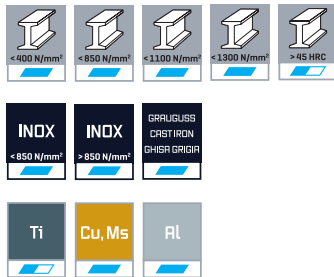 <400 N/mm² <850 N/mm² <1100 N/mm² <1300 N/mm² >45 HRC
INOX INOX GRAUGUSS
CAST IRON
GHISA GRIGIA
<850 N/mm² >850 N/mm²
Ti Cu, Ms Al